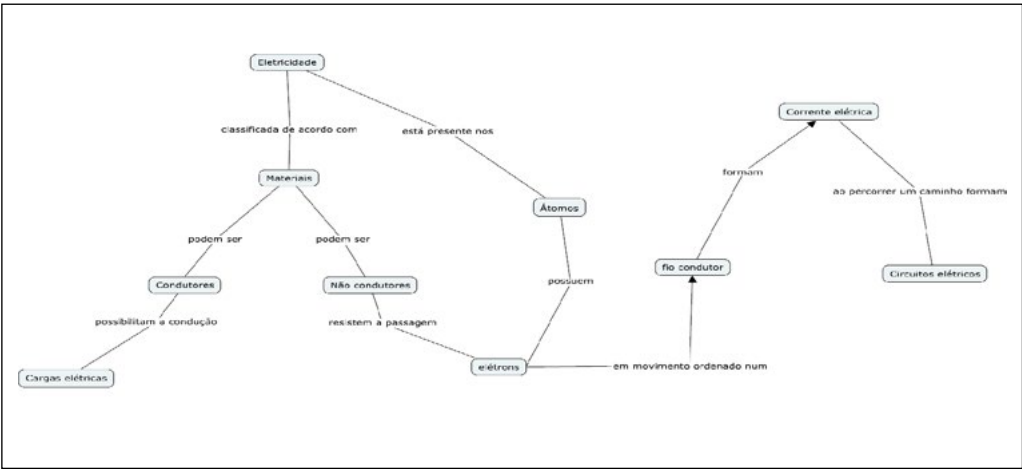 Eletricidade
Corrente elétrica
classificada de acordo com
está presente nos
formam
Materiais
ao percorrer um caminho formam
Átomos
podem ser
podem ser
fio condutor
Circuitos elétricos
Condutores
Não condutores
possuem
possibilitam a condução
resistem a passagem
elétrons
em movimento ordenado num
Cargas elétricas